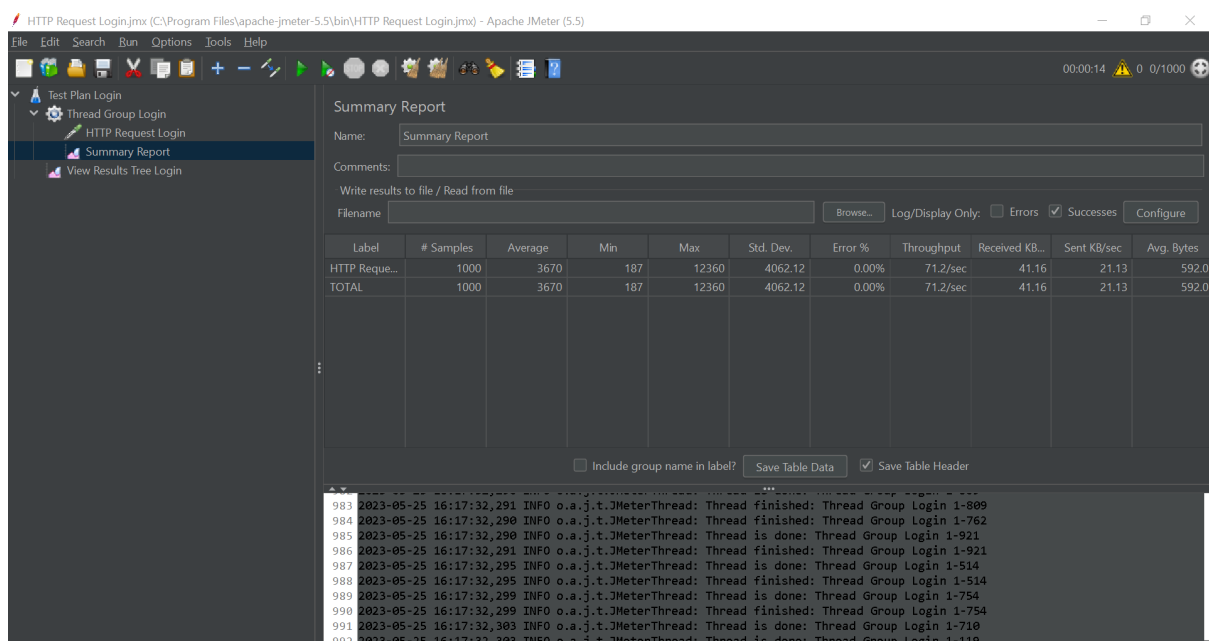 HTTP Request Login.jmx (C:\Program Files\apache-jmeter-5.5\bin\HTTP Request Login.jmx) - Apache JMeter (5.5)
File Edit Search Run Options Tools Help
00:00:14 0 0/1000
Test Plan Login
Thread Group Login
HTTP Request Login
Summary Report
View Results Tree Login
Summary Report
Name: Summary Report
Comments:
Write results to file / Read from file
Filename Browse... Log/Display Only: Errors Successes Configure
Label # Samples Average Min Max Std. Dev. Error % Throughput Received KB... Sent KB/sec Avg. Bytes
HTTP Reque... 1000 3670 187 12360 4062.12 0.00% 71.2/sec 41.16 21.13 592.0
TOTAL 1000 3670 187 12360 4062.12 0.00% 71.2/sec 41.16 21.13 592.0
Include group name in label? Save Table Data Save Table Header
983 2023-05-25 16:17:32,291 INFO o.a.j.t.JMeterThread: Thread finished: Thread Group Login 1-809
984 2023-05-25 16:17:32,290 INFO o.a.j.t.JMeterThread: Thread finished: Thread Group Login 1-762
985 2023-05-25 16:17:32,290 INFO o.a.j.t.JMeterThread: Thread is done: Thread Group Login 1-921
986 2023-05-25 16:17:32,291 INFO o.a.j.t.JMeterThread: Thread finished: Thread Group Login 1-921
987 2023-05-25 16:17:32,295 INFO o.a.j.t.JMeterThread: Thread is done: Thread Group Login 1-514
988 2023-05-25 16:17:32,295 INFO o.a.j.t.JMeterThread: Thread finished: Thread Group Login 1-514
989 2023-05-25 16:17:32,299 INFO o.a.j.t.JMeterThread: Thread is done: Thread Group Login 1-754
990 2023-05-25 16:17:32,299 INFO o.a.j.t.JMeterThread: Thread finished: Thread Group Login 1-754
991 2023-05-25 16:17:32,303 INFO o.a.j.t.JMeterThread: Thread is done: Thread Group Login 1-710